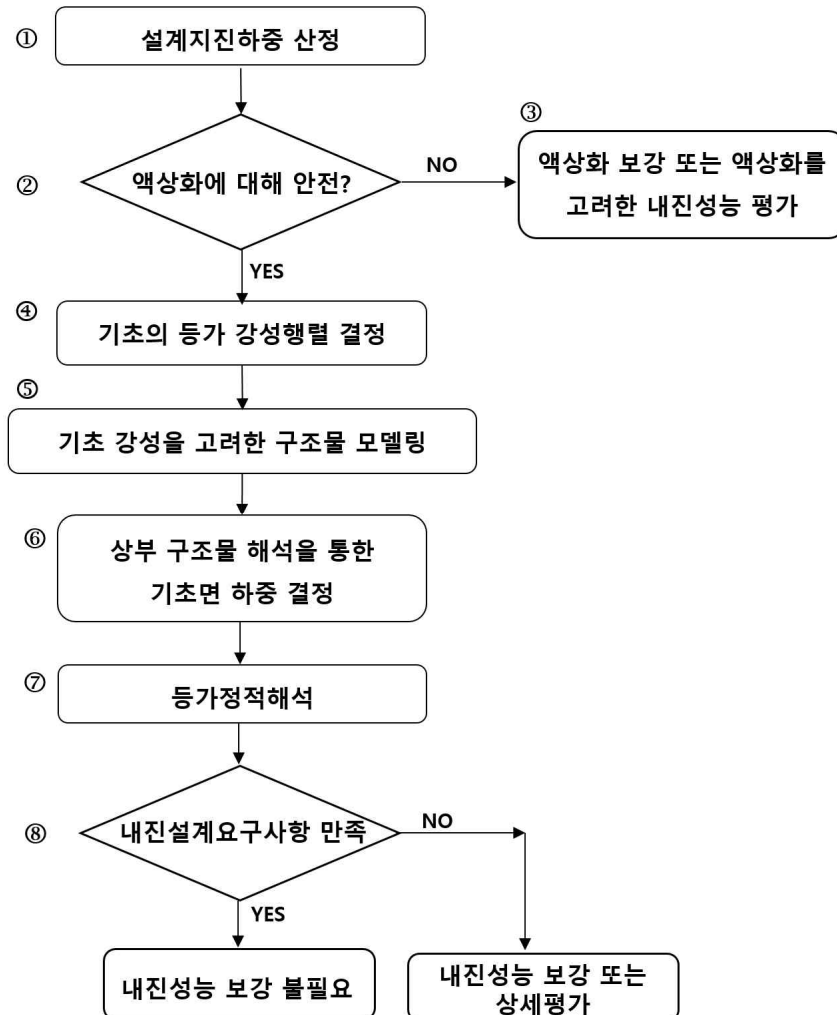 ① 설계지진하중 산정
③
② 액상화에 대해 안전?
NO
액상화 보강 또는 액상화를
고려한 내진성능 평가
YES
④ 기초의 등가 강성행렬 결정
⑤
기초 강성을 고려한 구조물 모델링
⑥ 상부 구조물 해석을 통한
기초면 하중 결정
⑦ 등가정적해석
⑧ 내진설계요구사항 만족
NO
YES
내진성능 보강 불필요
내진성능 보강 또는
상세평가